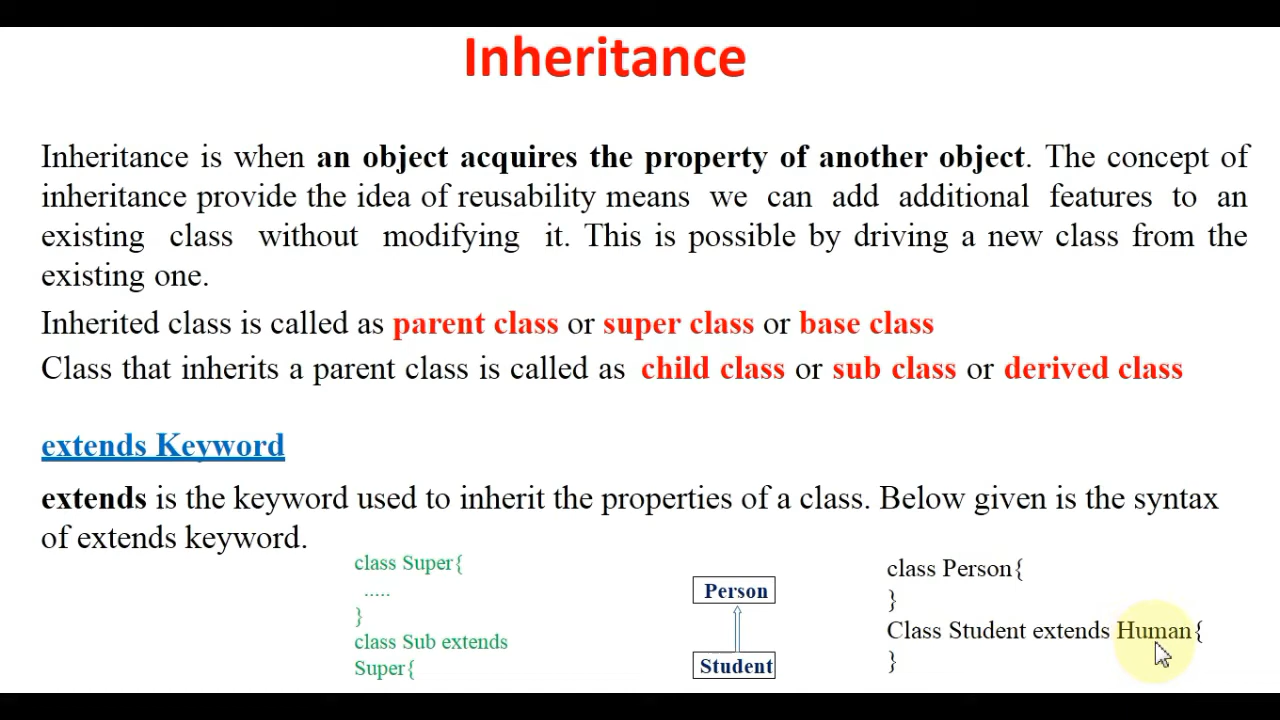 Inheritance
Inheritance is when an object acquires the property of another object. The concept of
inheritance provide the idea of reusability means we can add additional features to an
existing class without modifying it. This is possible by driving a new class from the
existing one.
Inherited class is called as parent class or super class or base class
Class that inherits a parent class is called as child class or sub class or derived class
extends Keyword
extends is the keyword used to inherit the properties of a class. Below given is the syntax
of extends keyword.
class Super{
.....
}
class Sub extends
Super{
Person
Student
class Person{
}
Class Student extends Human{
}